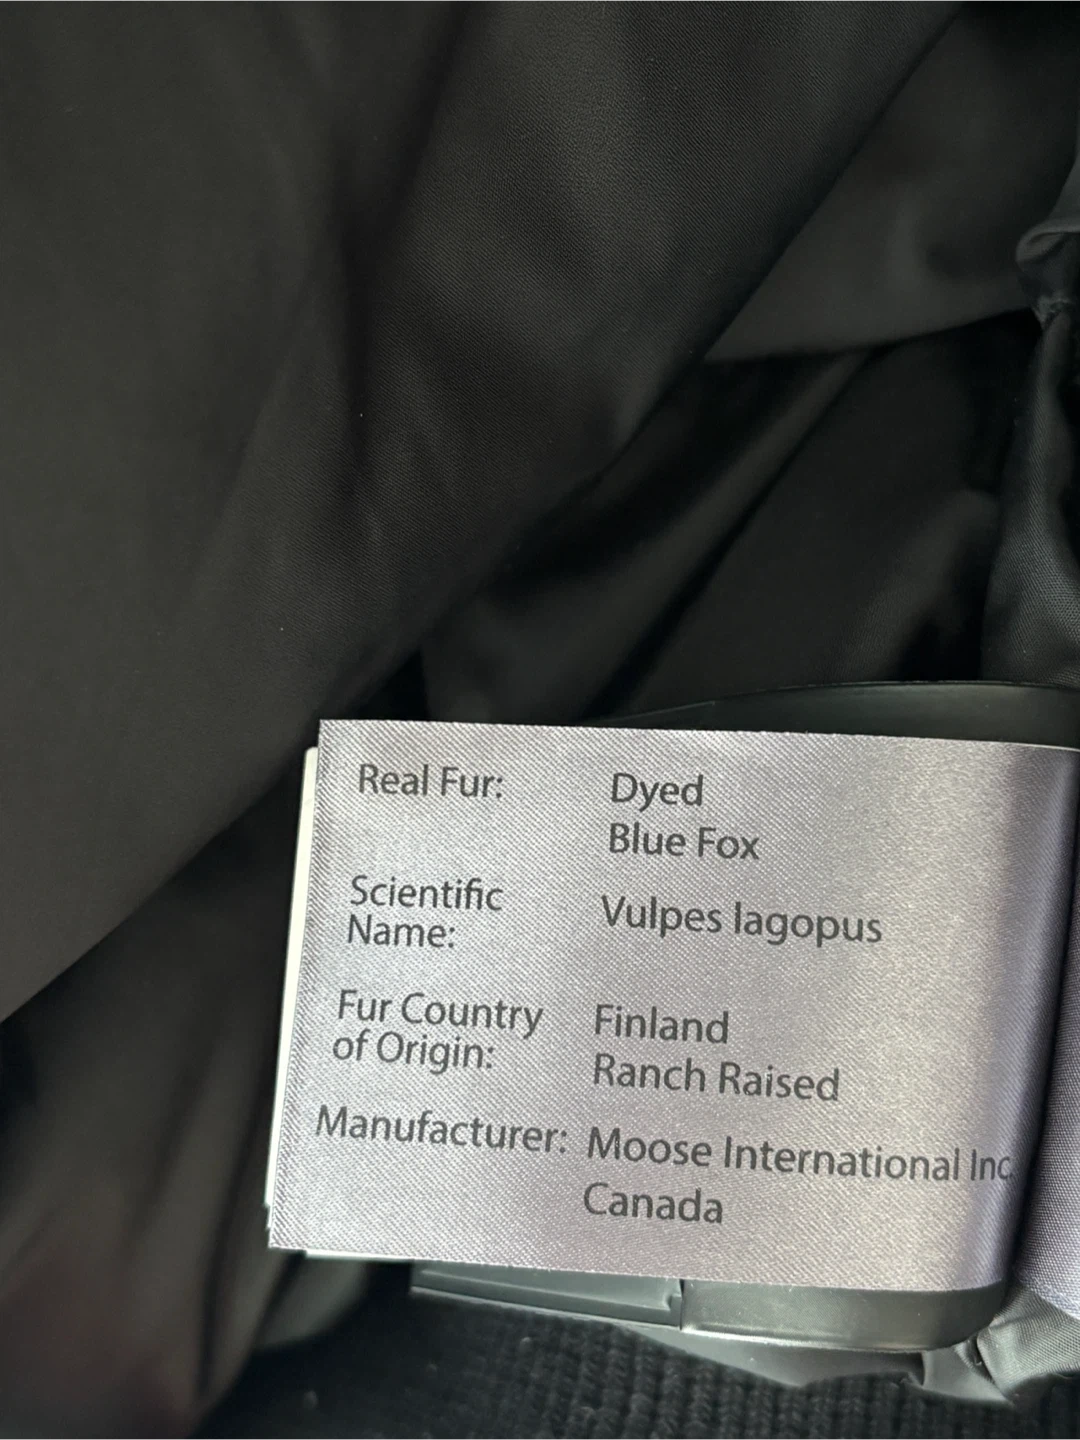 Real Fur: Dyed
Blue Fox
Scientific
Name: Vulpes lagopus
Fur Country
of Origin: Finland
Ranch Raised
Manufacturer: Moose International Inc
Canada